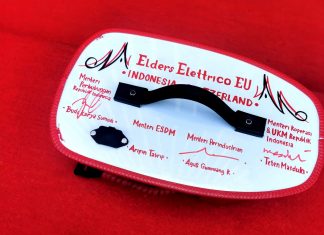 Elders Elettrico EU
INDONESIA
ZERLAND
Menteri
Perhubungan
Republik Indonesia
Budi Karya Sumadi
Menteri ESDM
Arifin Tasrif
Menteri Perindustrian
Agus Gumiwang K.
Menteri Koperasi
& UKM Republik
Indonesia
Teten Masduki